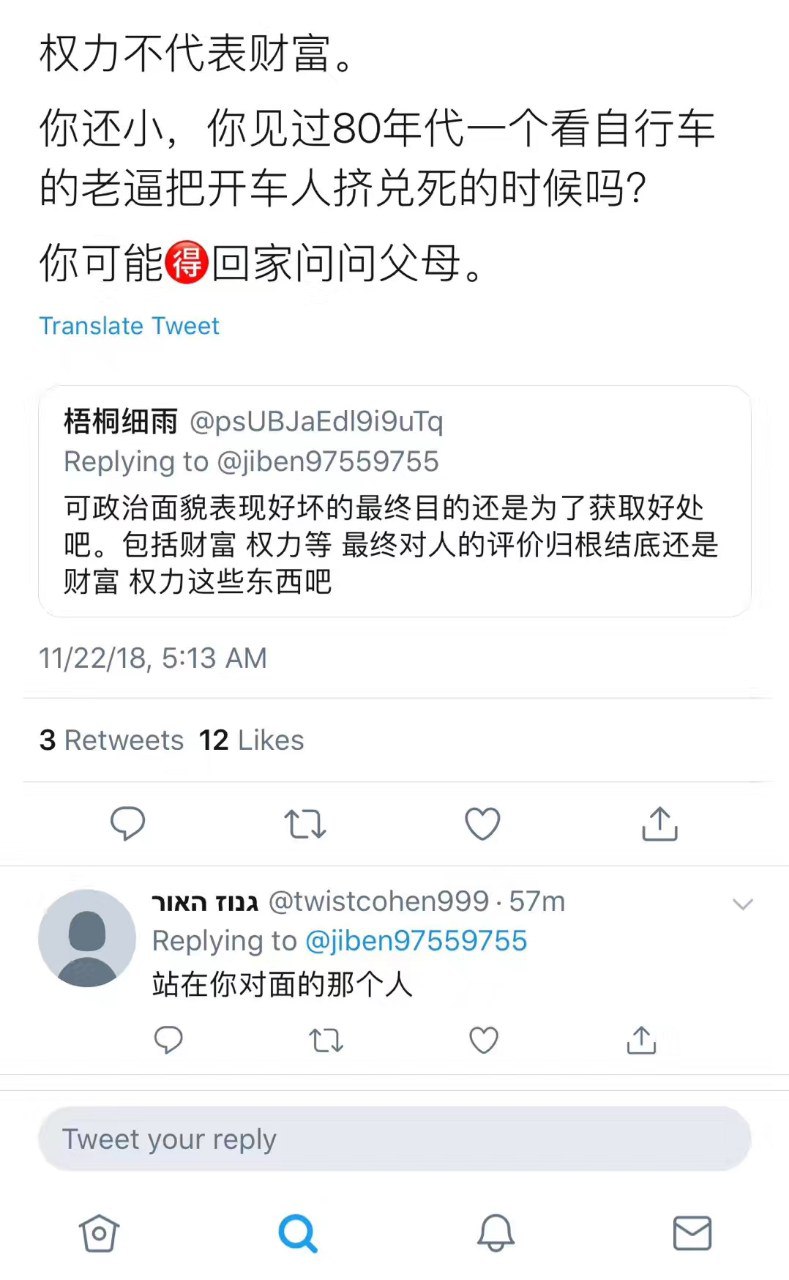 权力不代表财富。
你还小，你见过80年代一个看自行车
的老逼把开车人挤兑死的时候吗?
你可能🉐回家问问父母。
Translate Tweet
梧桐细雨 @psUBJaEdl9i9uTq
Replying to @jiben97559755
可政治面貌表现好坏的最终目的还是为了获取好处
吧。包括财富 权力等 最终对人的评价归根结底还是
财富 权力这些东西吧
11/22/18, 5:13 AM
3 Retweets 12 Likes
גנוז האור @twistcohen999 · 57m
Replying to @jiben97559755
站在你对面的那个人
Tweet your reply